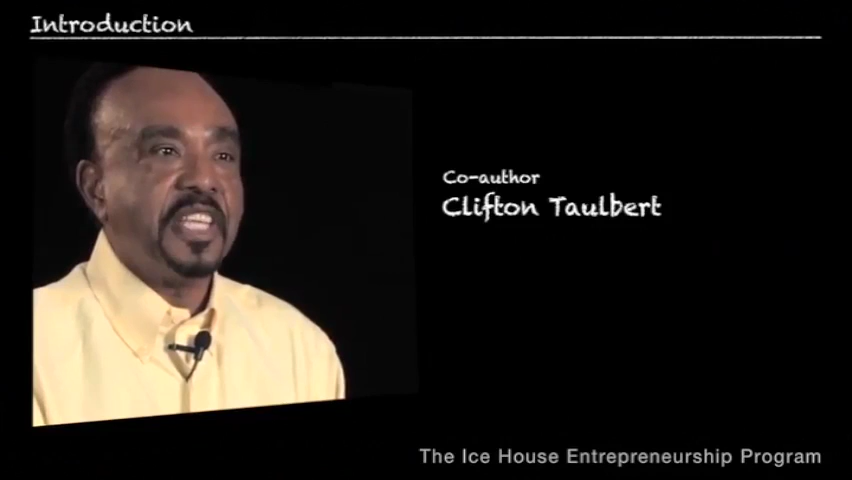 Introduction
Co-author
Clifton Taulbert
The Ice House Entrepreneurship Program